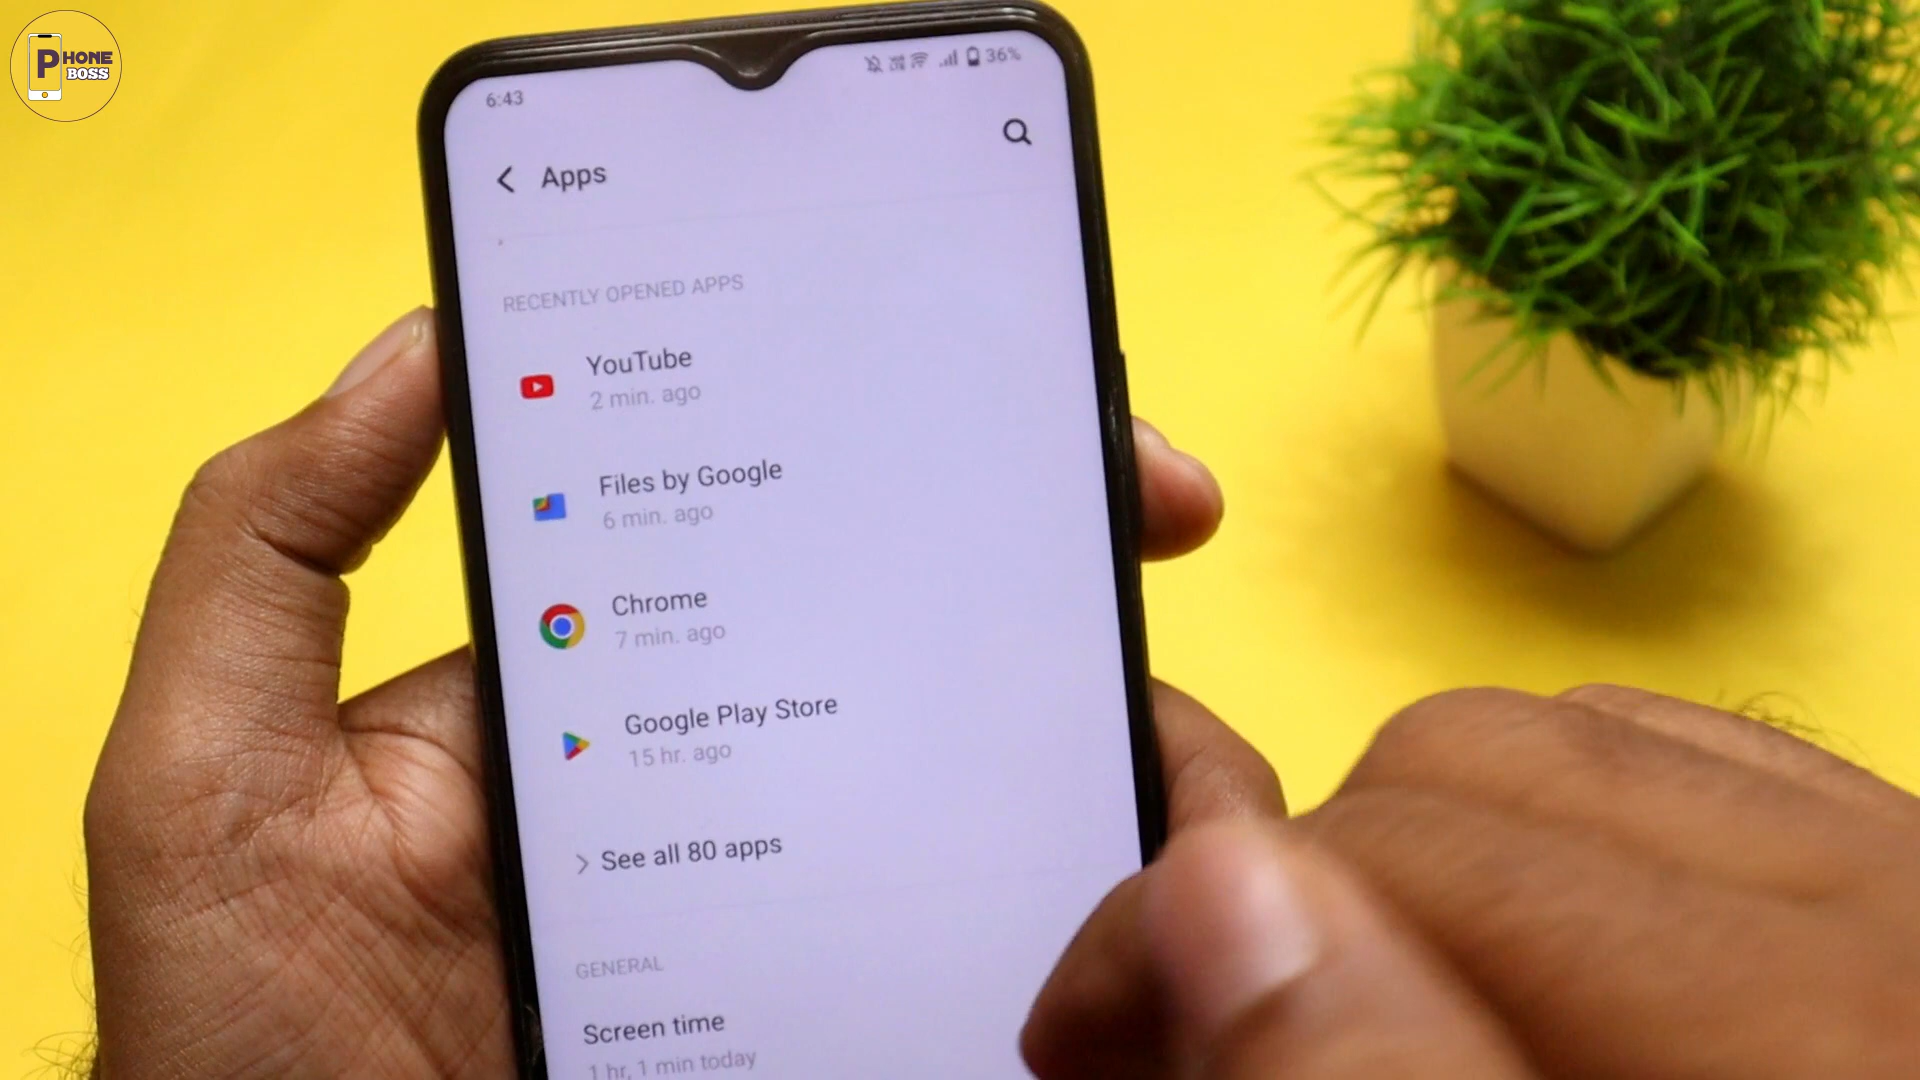 PHONE
BOSS
6:43
36%
Apps
RECENTLY OPENED APPS
YouTube
2 min. ago
Files by Google
6 min. ago
Chrome
7 min. ago
Google Play Store
15 hr. ago
See all 80 apps
GENERAL
Screen time
1 hr, 1 min today